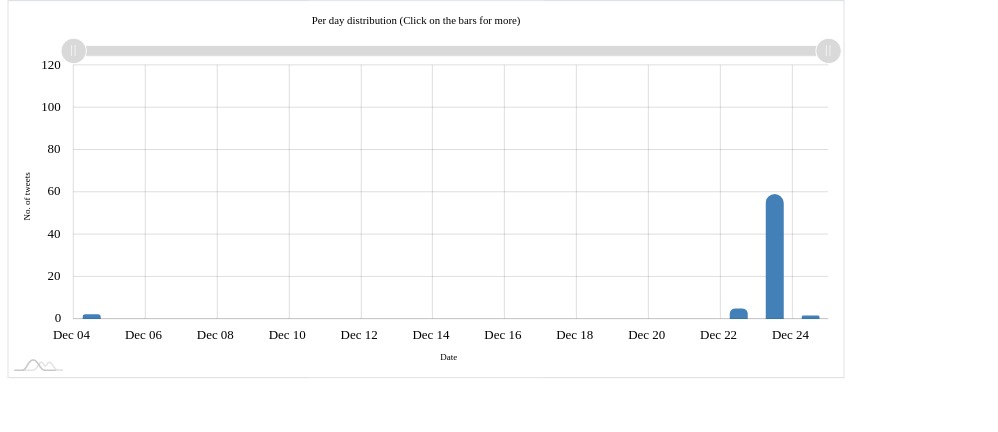 Per day distribution (Click on the bars for more)
120
100
80
60
40
20
0
No. of tweets
Dec 04 Dec 06 Dec 08 Dec 10 Dec 12 Dec 14 Dec 16 Dec 18 Dec 20 Dec 22 Dec 24
Date